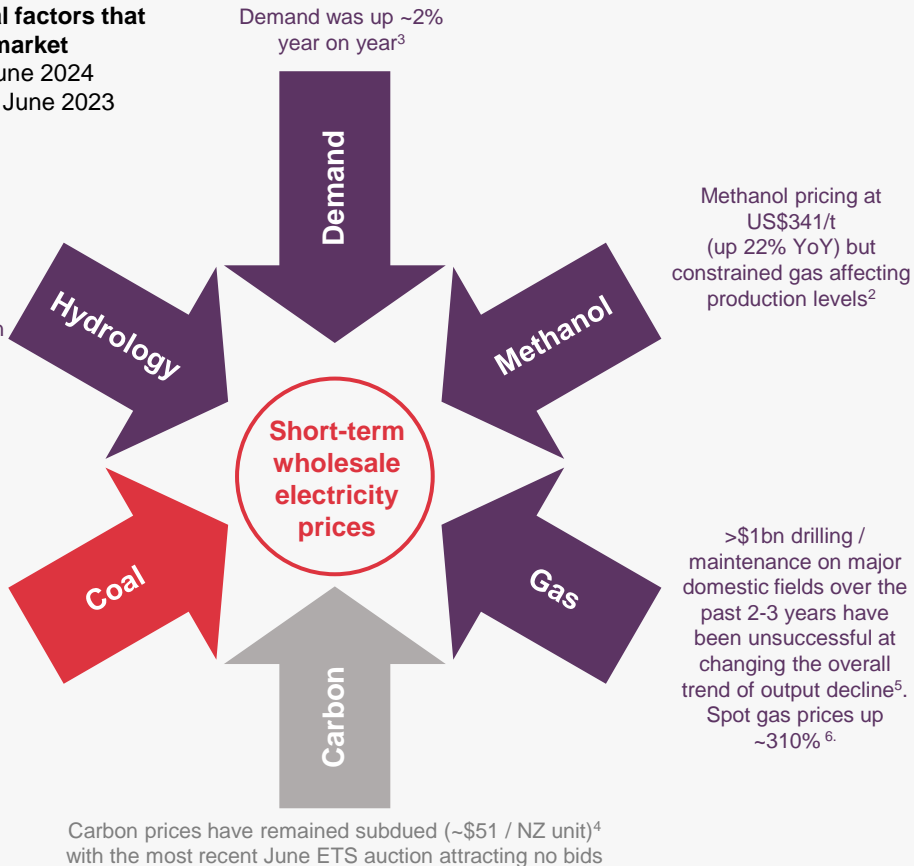 al factors that
market
une 2024
June 2023
Demand was up ~2%
year on year³
Demand
Methanol pricing at
US$341/t
(up 22% YoY) but
constrained gas affecting
production levels²
Hydrology
Methanol
Short-term
wholesale
electricity
prices
Coal
Gas
>$1bn drilling /
maintenance on major
domestic fields over the
past 2-3 years have
been unsuccessful at
changing the overall
trend of output decline⁵.
Spot gas prices up
~310% ⁶.
Carbon
Carbon prices have remained subdued (~$51 / NZ unit)⁴
with the most recent June ETS auction attracting no bids